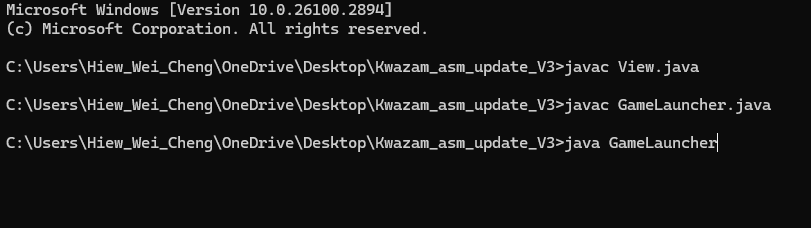 Microsoft Windows [Version 10.0.26100.2894]
(c) Microsoft Corporation. All rights reserved.
C:\Users\Hiew_Wei_Cheng\OneDrive\Desktop\Kwazam_asm_update_V3>javac View.java
C:\Users\Hiew_Wei_Cheng\OneDrive\Desktop\Kwazam_asm_update_V3>javac GameLauncher.java
C:\Users\Hiew_Wei_Cheng\OneDrive\Desktop\Kwazam_asm_update_V3>java GameLauncher